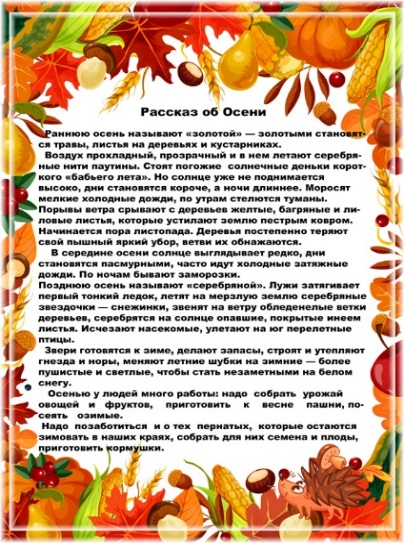 Рассказ об Осени
Раннюю осень называют «золотой» — золотыми становят-
ся травы, листья на деревьях и кустарниках.
Воздух прохладный, прозрачный и в нем летают серебря-
ные нити паутины. Стоят погожие солнечные деньки корот-
кого «бабьего лета». Но солнце уже не поднимается
высоко, дни становятся короче, а ночи длиннее. Моросят
мелкие холодные дожди, по утрам стелются туманы.
Порывы ветра срывают с деревьев желтые, багряные и ли-
ловые листья, которые устилают землю пестрым ковром.
Начинается пора листопада. Деревья постепенно теряют
свой пышный яркий убор, ветви их обнажаются.
В середине осени солнце выглядывает редко, дни
становятся пасмурными, часто идут холодные затяжные
дожди. По ночам бывают заморозки.
Позднюю осень называют «серебряной». Лужи затягивает
первый тонкий ледок, летят на мерзлую землю серебряные
звездочки — снежинки, звенят на ветру обледенелые ветки
деревьев, серебрятся на солнце опавшие, покрытые инеем
листья. Исчезают насекомые, улетают на юг перелетные
птицы.
Звери готовятся к зиме, делают запасы, строят и утепляют
гнезда и норы, меняют летние шубки на зимние — более
пушистые и светлые, чтобы стать незаметными на белом
снегу.
Осенью у людей много работы: надо собрать урожай
овощей и фруктов, приготовить к весне пашни, по-
сеять озимые.
Надо позаботиться и о тех пернатых, которые остаются
зимовать в наших краях, собрать для них семена и плоды,
приготовить кормушки.